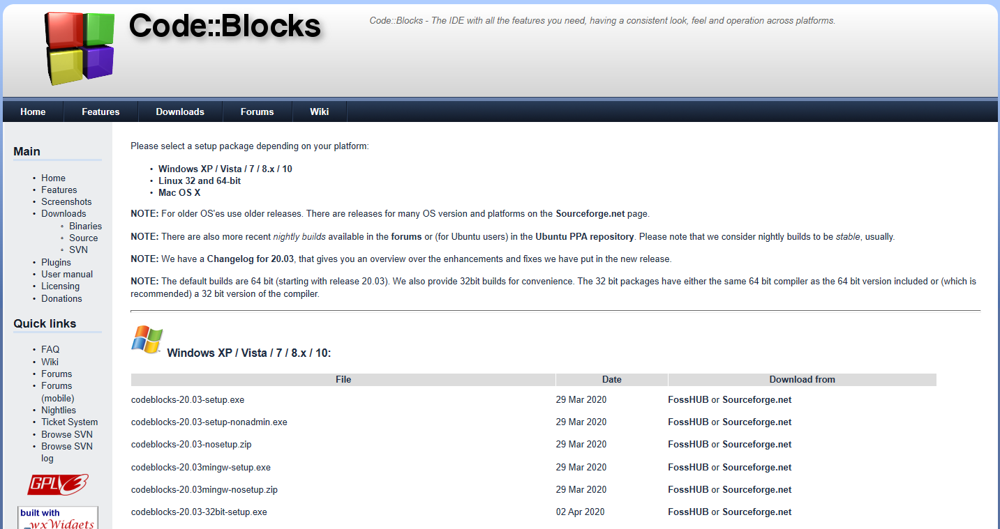 Code::Blocks
Code::Blocks - The IDE with all the features you need, having a consistent look, feel and operation across platforms.
Home Features Downloads Forums Wiki
Main
• Home
• Features
• Screenshots
• Downloads
◦ Binaries
◦ Source
◦ SVN
• Plugins
• User manual
• Licensing
• Donations
Quick links
• FAQ
• Wiki
• Forums
• Forums
(mobile)
• Nightlies
• Ticket System
• Browse SVN
• Browse SVN
log
GPLv3
built with
wxWidgets
Please select a setup package depending on your platform:
• Windows XP / Vista / 7 / 8.x / 10
• Linux 32 and 64-bit
• Mac OS X
NOTE: For older OS'es use older releases. There are releases for many OS version and platforms on the Sourceforge.net page.
NOTE: There are also more recent nightly builds available in the forums or (for Ubuntu users) in the Ubuntu PPA repository. Please note that we consider nightly builds to be stable, usually.
NOTE: We have a Changelog for 20.03, that gives you an overview over the enhancements and fixes we have put in the new release.
NOTE: The default builds are 64 bit (starting with release 20.03). We also provide 32bit builds for convenience. The 32 bit packages have either the same 64 bit compiler as the 64 bit version included or (which is
recommended) a 32 bit version of the compiler.
Windows XP / Vista / 7 / 8.x / 10:
File Date Download from
codeblocks-20.03-setup.exe 29 Mar 2020 FossHUB or Sourceforge.net
codeblocks-20.03-setup-nonadmin.exe 29 Mar 2020 FossHUB or Sourceforge.net
codeblocks-20.03-nosetup.zip 29 Mar 2020 FossHUB or Sourceforge.net
codeblocks-20.03mingw-setup.exe 29 Mar 2020 FossHUB or Sourceforge.net
codeblocks-20.03mingw-nosetup.zip 29 Mar 2020 FossHUB or Sourceforge.net
codeblocks-20.03-32bit-setup.exe 02 Apr 2020 FossHUB or Sourceforge.net